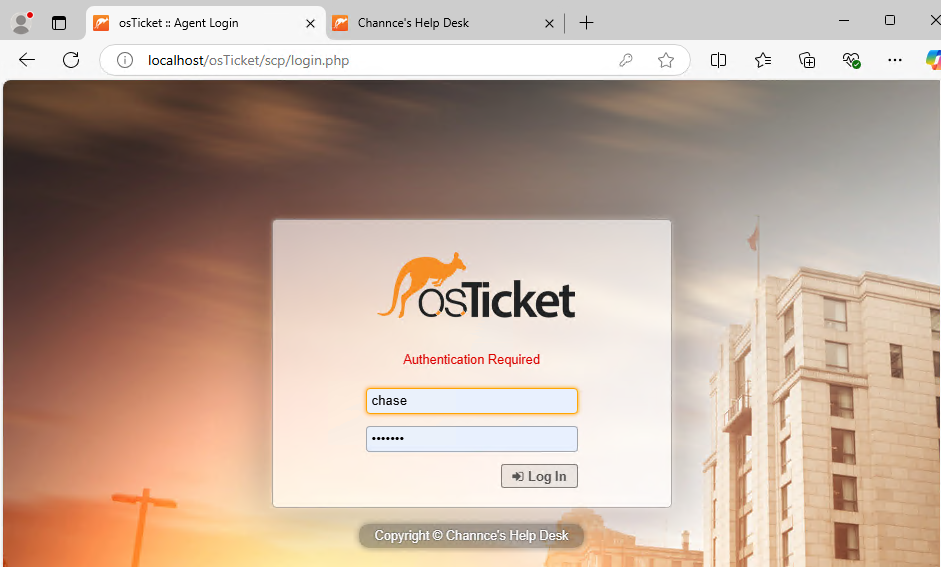 osTicket :: Agent Login
Channce's Help Desk
localhost/osTicket/scp/login.php
osTicket
Authentication Required
chase
•••••••
Log In
Copyright © Channce's Help Desk